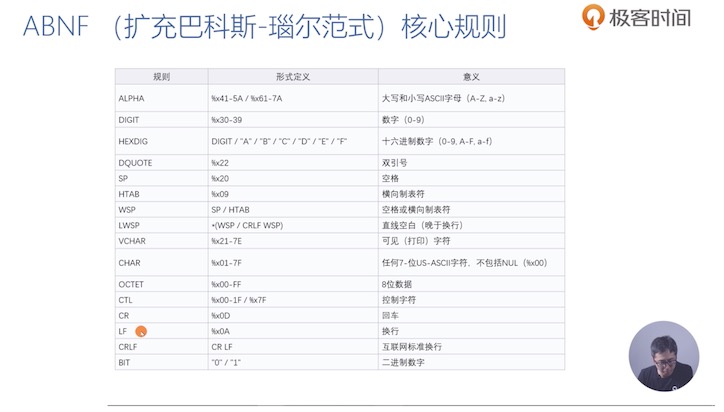 ABNF （扩充巴科斯-瑙尔范式）核心规则
极客时间
规则 形式定义 意义
ALPHA %x41-5A / %x61-7A 大写和小写ASCII字母（A-Z, a-z）
DIGIT %x30-39 数字（0-9）
HEXDIG DIGIT / "A" / "B" / "C" / "D" / "E" / "F" 十六进制数字（0-9, A-F, a-f）
DQUOTE %x22 双引号
SP %x20 空格
HTAB %x09 横向制表符
WSP SP / HTAB 空格或横向制表符
LWSP *(WSP / CRLF WSP) 直线空白（晚于换行）
VCHAR %x21-7E 可见（打印）字符
CHAR %x01-7F 任何7-位US-ASCII字符，不包括NUL（%x00）
OCTET %x00-FF 8位数据
CTL %x00-1F / %x7F 控制字符
CR %x0D 回车
LF %x0A 换行
CRLF CR LF 互联网标准换行
BIT "0" / "1" 二进制数字